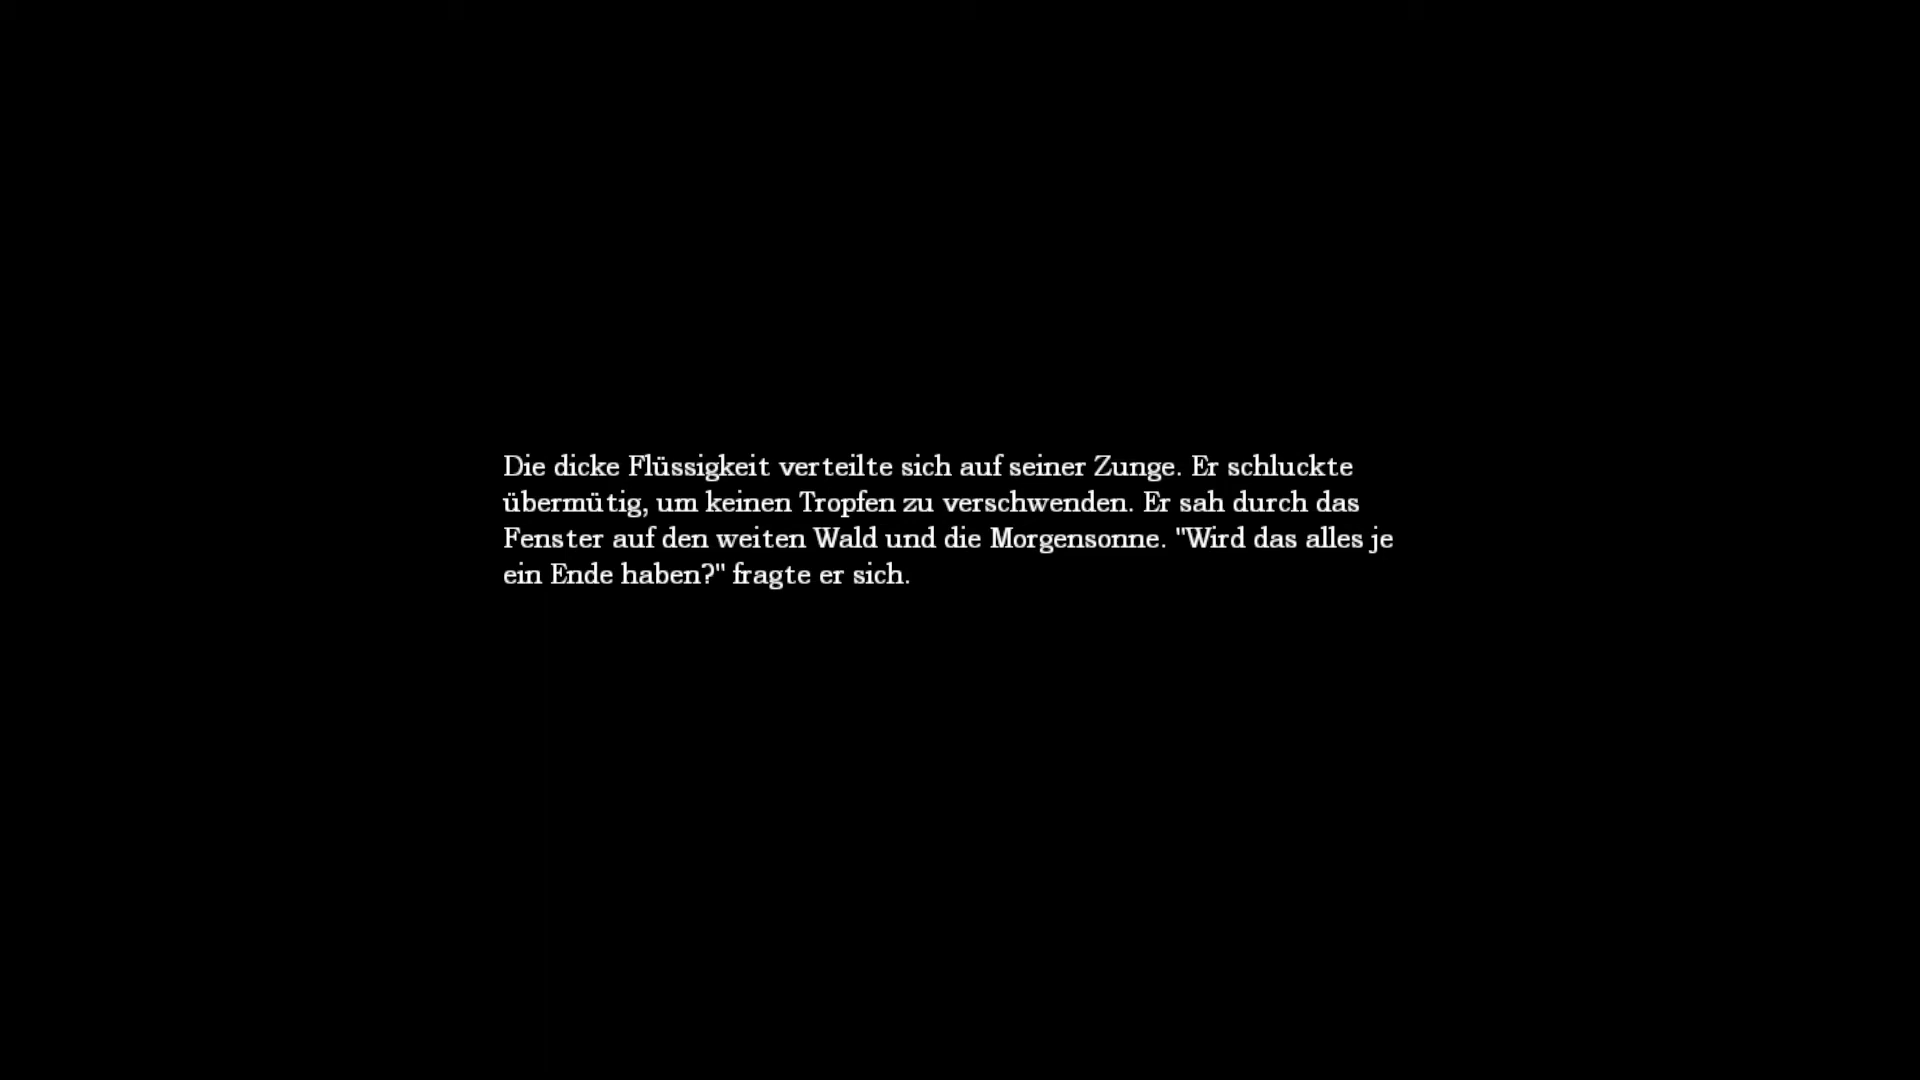 Die dicke Flüssigkeit verteilte sich auf seiner Zunge. Er schluckte
übermütig, um keinen Tropfen zu verschwenden. Er sah durch das
Fenster auf den weiten Wald und die Morgensonne. "Wird das alles je
ein Ende haben?" fragte er sich.